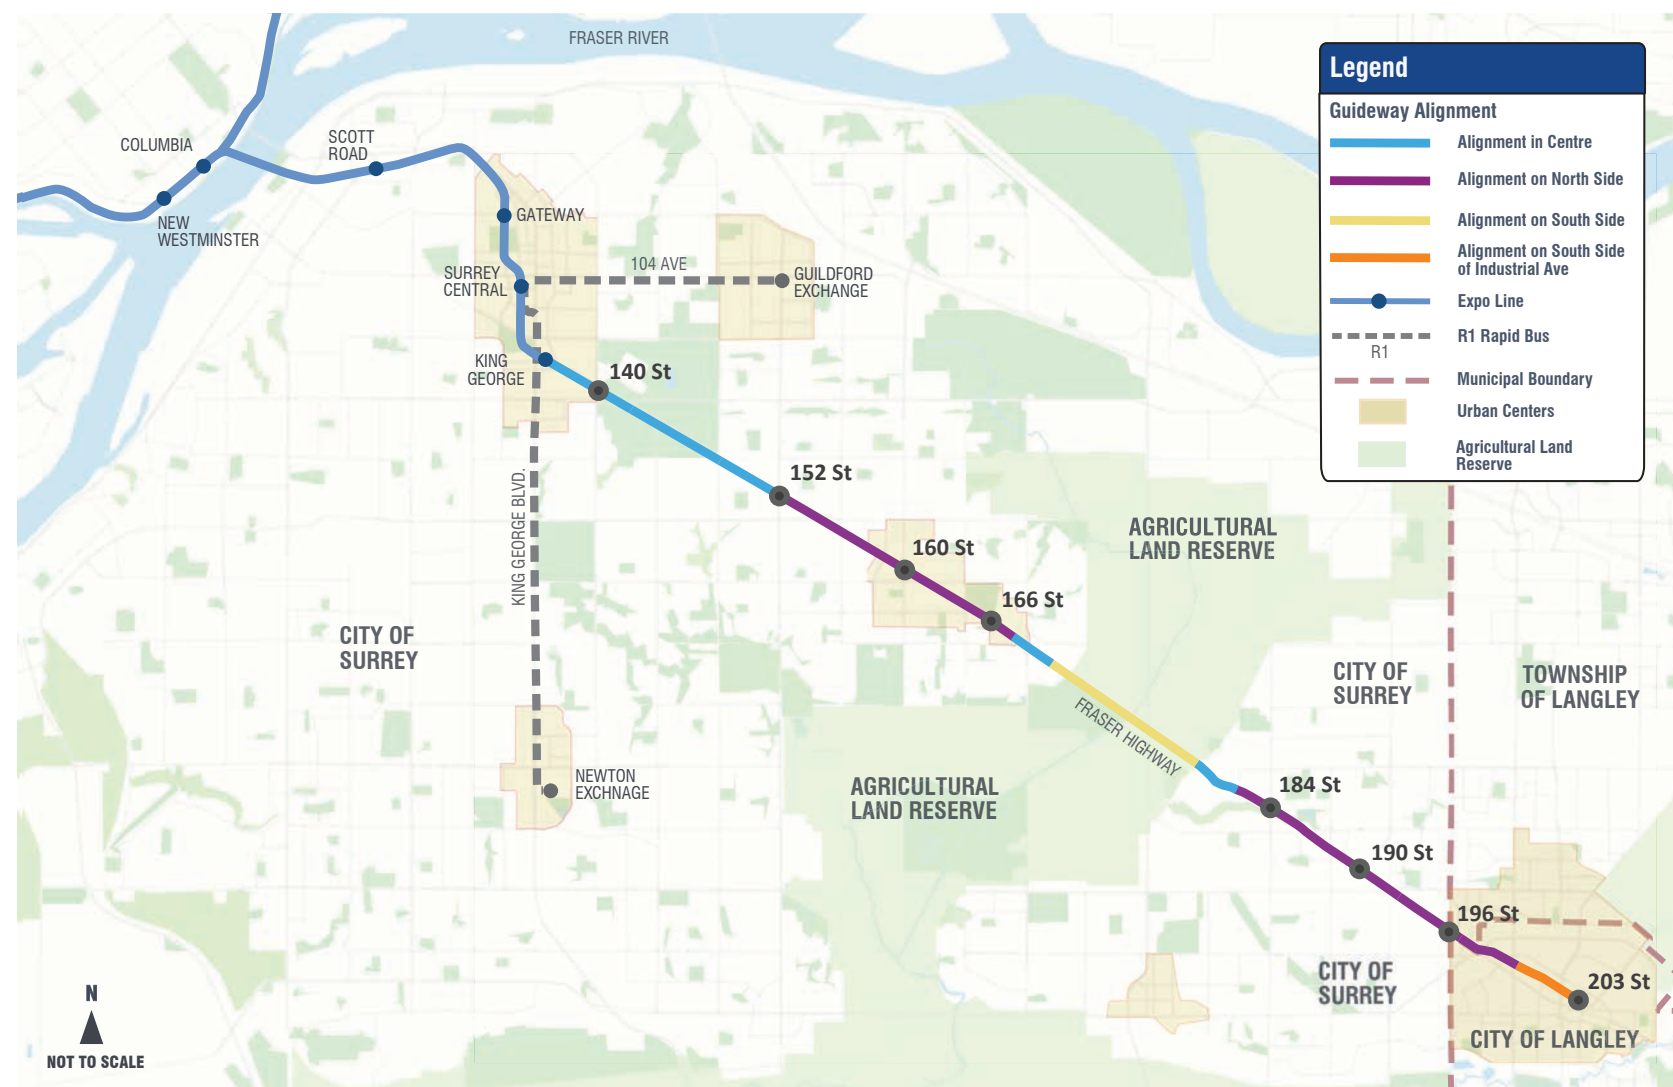 FRASER RIVER
COLUMBIA
SCOTT
ROAD
NEW
WESTMINSTER
GATEWAY
SURREY
CENTRAL
104 AVE
GUILDFORD
EXCHANGE
KING
GEORGE
140 St
152 St
KING GEORGE BLVD.
160 St
166 St
AGRICULTURAL
LAND RESERVE
CITY OF
SURREY
CITY OF
SURREY
TOWNSHIP
OF LANGLEY
FRASER HIGHWAY
NEWTON
EXCHNAGE
AGRICULTURAL
LAND RESERVE
184 St
190 St
196 St
CITY OF
SURREY
203 St
CITY OF LANGLEY
N
NOT TO SCALE
Legend
Guideway Alignment
Alignment in Centre
Alignment on North Side
Alignment on South Side
Alignment on South Side
of Industrial Ave
Expo Line
R1 Rapid Bus
R1
Municipal Boundary
Urban Centers
Agricultural Land
Reserve